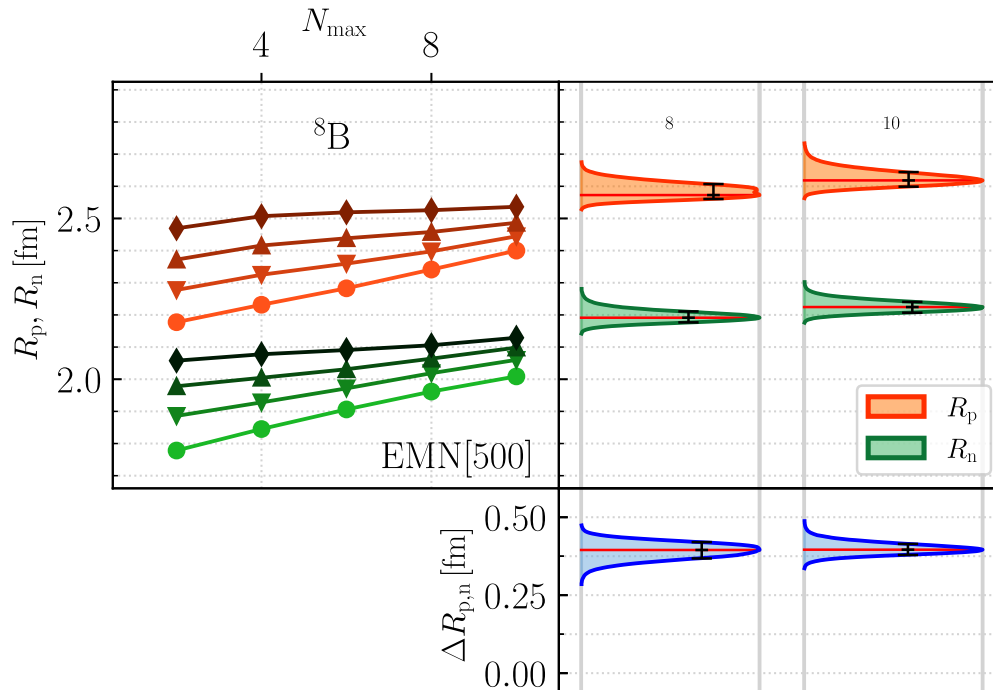 N_max
4 8
⁸B
8 10
2.5
R_p, R_n [fm]
2.0
R_p
R_n
EMN[500]
0.50
ΔR_p,n [fm]
0.25
0.00